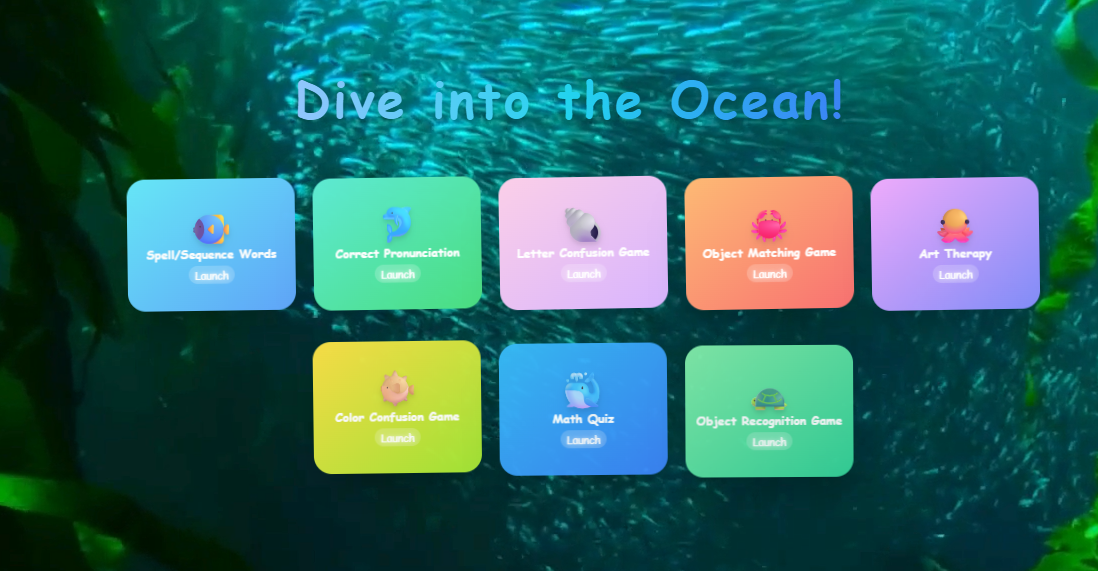 Dive into the Ocean!
Spell/Sequence Words
Launch
Correct Pronunciation
Launch
Letter Confusion Game
Launch
Object Matching Game
Launch
Art Therapy
Launch
Color Confusion Game
Launch
Math Quiz
Launch
Object Recognition Game
Launch